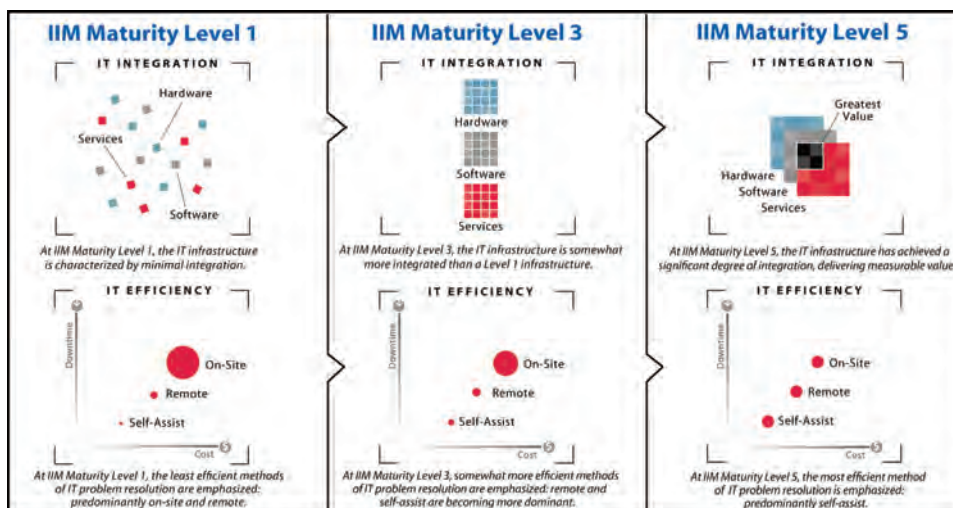 IIM Maturity Level 1
IT INTEGRATION
Hardware
Services
Software
At IIM Maturity Level 1, the IT infrastructure
is characterized by minimal integration.
IT EFFICIENCY
Downtime
On-Site
Remote
Self-Assist
Cost
$
At IIM Maturity Level 1, the least efficient methods
of IT problem resolution are emphasized:
predominantly on-site and remote.
IIM Maturity Level 3
IT INTEGRATION
Hardware
Software
Services
At IIM Maturity Level 3, the IT infrastructure is somewhat
more integrated than a Level 1 infrastructure.
IT EFFICIENCY
Downtime
On-Site
Remote
Self-Assist
Cost
$
At IIM Maturity Level 3, somewhat more efficient methods
of IT problem resolution are emphasized: remote and
self-assist are becoming more dominant.
IIM Maturity Level 5
IT INTEGRATION
Greatest
Value
Hardware
Software
Services
At IIM Maturity Level 5, the IT infrastructure has achieved a
significant degree of integration, delivering measurable value.
IT EFFICIENCY
Downtime
On-Site
Remote
Self-Assist
Cost
$
At IIM Maturity Level 5, the most efficient method
of IT problem resolution is emphasized:
predominantly self-assist.